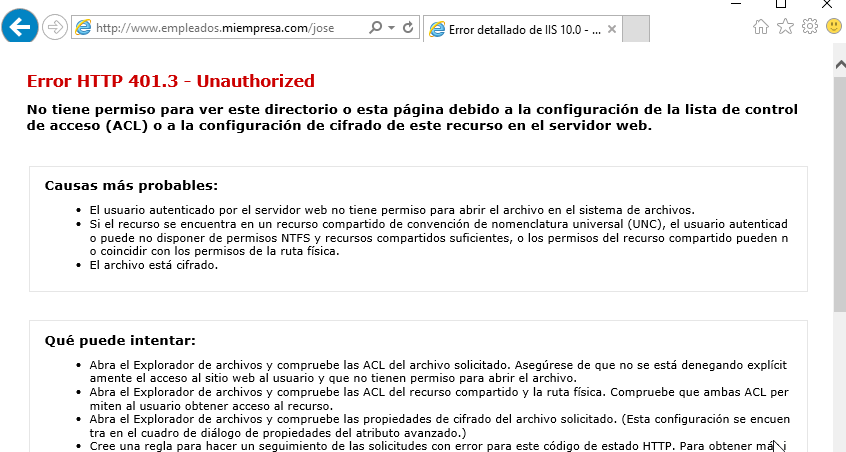 http://www.empleados.miempresa.com/jose
Error detallado de IIS 10.0 - ...
Error HTTP 401.3 - Unauthorized
No tiene permiso para ver este directorio o esta página debido a la configuración de la lista de control
de acceso (ACL) o a la configuración de cifrado de este recurso en el servidor web.
Causas más probables:
• El usuario autenticado por el servidor web no tiene permiso para abrir el archivo en el sistema de archivos.
• Si el recurso se encuentra en un recurso compartido de convención de nomenclatura universal (UNC), el usuario autenticad
o puede no disponer de permisos NTFS y recursos compartidos suficientes, o los permisos del recurso compartido pueden n
o coincidir con los permisos de la ruta física.
• El archivo está cifrado.
Qué puede intentar:
• Abra el Explorador de archivos y compruebe las ACL del archivo solicitado. Asegúrese de que no se está denegando explícit
amente el acceso al sitio web al usuario y que no tienen permiso para abrir el archivo.
• Abra el Explorador de archivos y compruebe las ACL del recurso compartido y la ruta física. Compruebe que ambas ACL per
miten al usuario obtener acceso al recurso.
• Abra el Explorador de archivos y compruebe las propiedades de cifrado del archivo solicitado. (Esta configuración se encuen
tra en el cuadro de diálogo de propiedades del atributo avanzado.)
• Cree una regla para hacer un seguimiento de las solicitudes con error para este código de estado HTTP. Para obtener